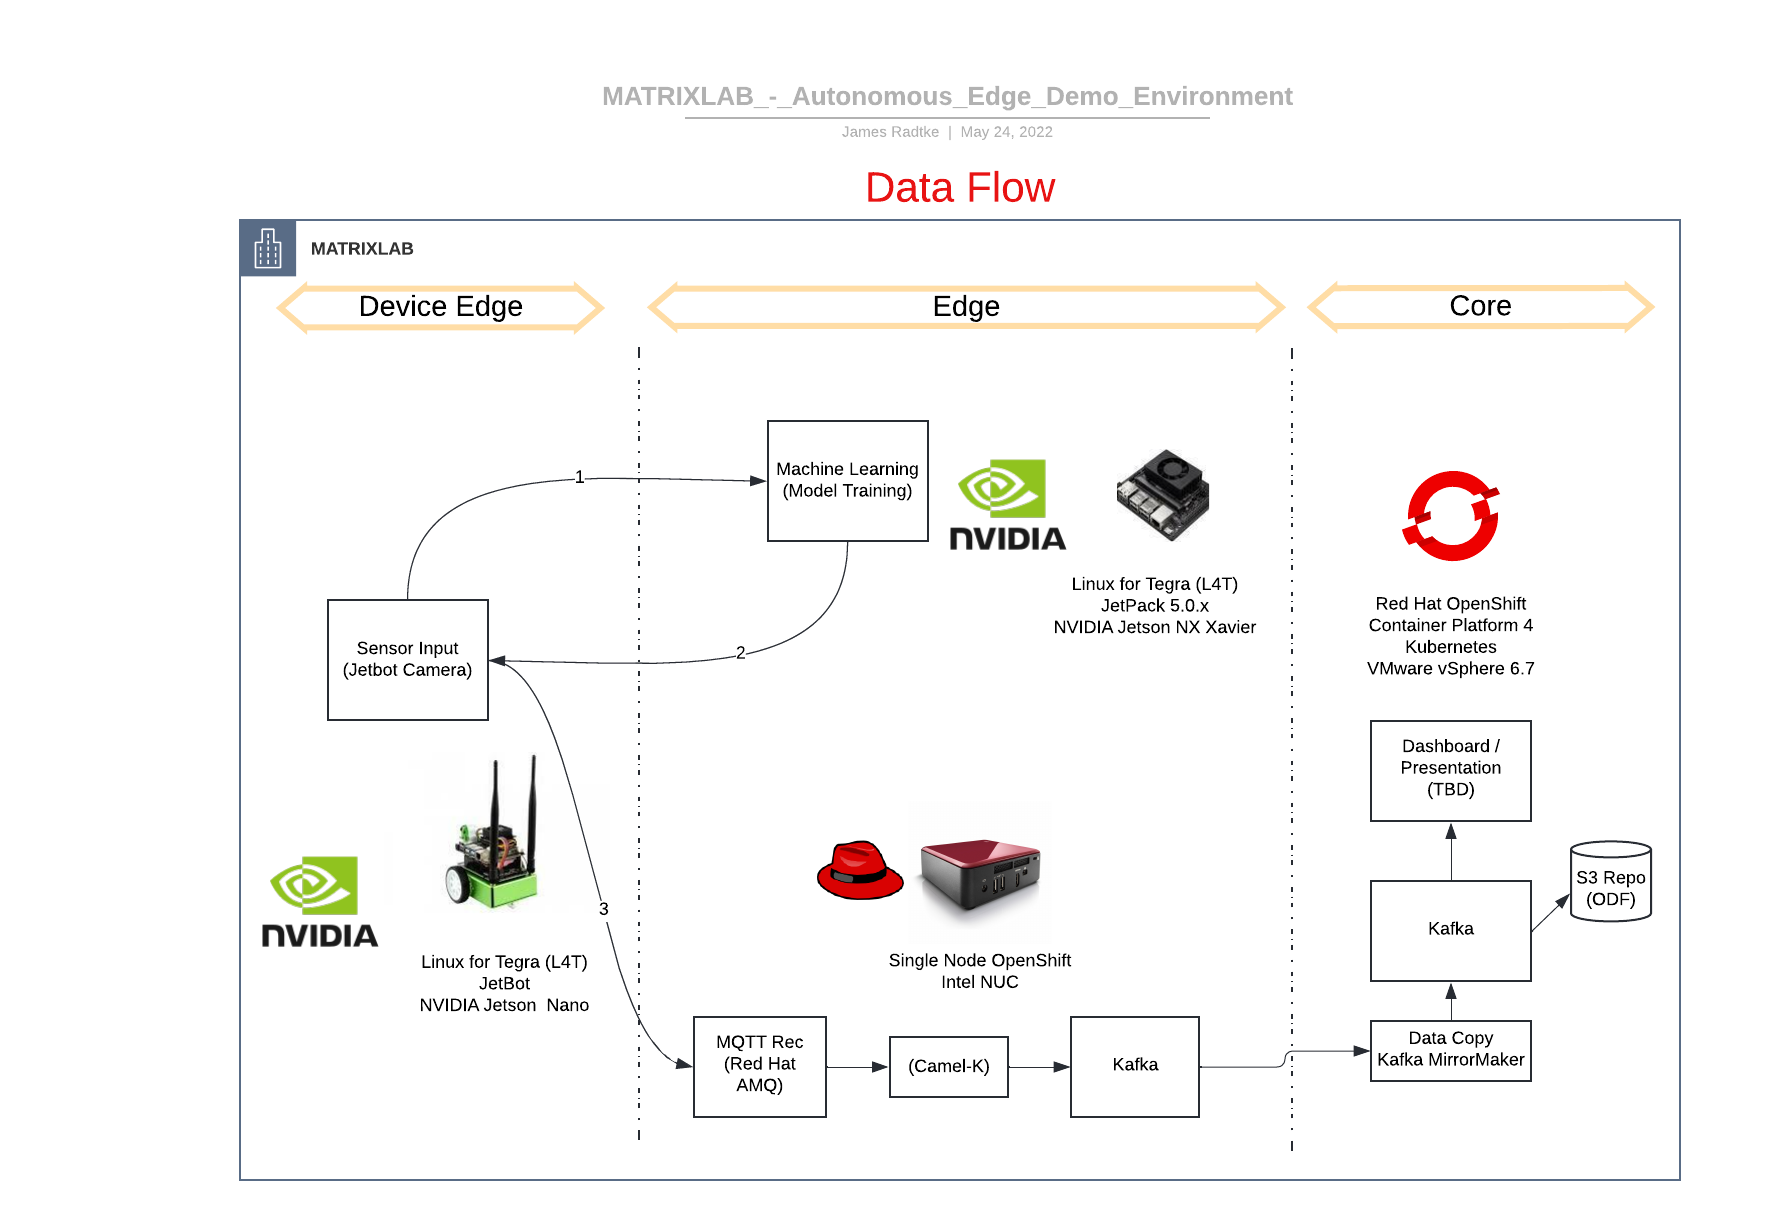 MATRIXLAB_-_Autonomous_Edge_Demo_Environment
James Radtke | May 24, 2022
Data Flow
MATRIXLAB
Device Edge
Edge
Core
1
Machine Learning
(Model Training)
NVIDIA
Linux for Tegra (L4T)
JetPack 5.0.x
NVIDIA Jetson NX Xavier
Red Hat OpenShift
Container Platform 4
Kubernetes
VMware vSphere 6.7
Sensor Input
(Jetbot Camera)
2
Dashboard /
Presentation
(TBD)
S3 Repo
(ODF)
Kafka
3
NVIDIA
Linux for Tegra (L4T)
JetBot
NVIDIA Jetson  Nano
Single Node OpenShift
Intel NUC
MQTT Rec
(Red Hat
AMQ)
(Camel-K)
Kafka
Data Copy
Kafka MirrorMaker